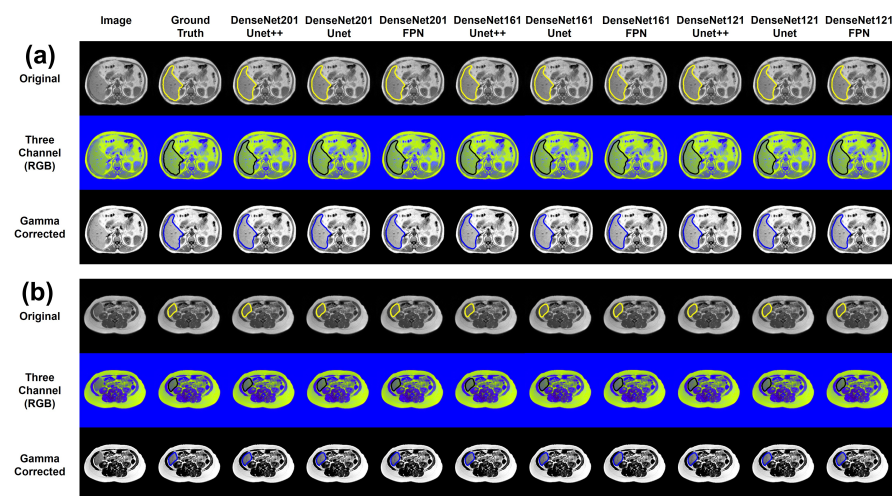 Image Ground DenseNet201 DenseNet201 DenseNet201 DenseNet161 DenseNet161 DenseNet161 DenseNet121 DenseNet121 DenseNet121
Truth Unet++ Unet FPN Unet++ Unet FPN Unet++ Unet FPN
(a)
Original
Three
Channel
(RGB)
Gamma
Corrected
(b)
Original
Three
Channel
(RGB)
Gamma
Corrected